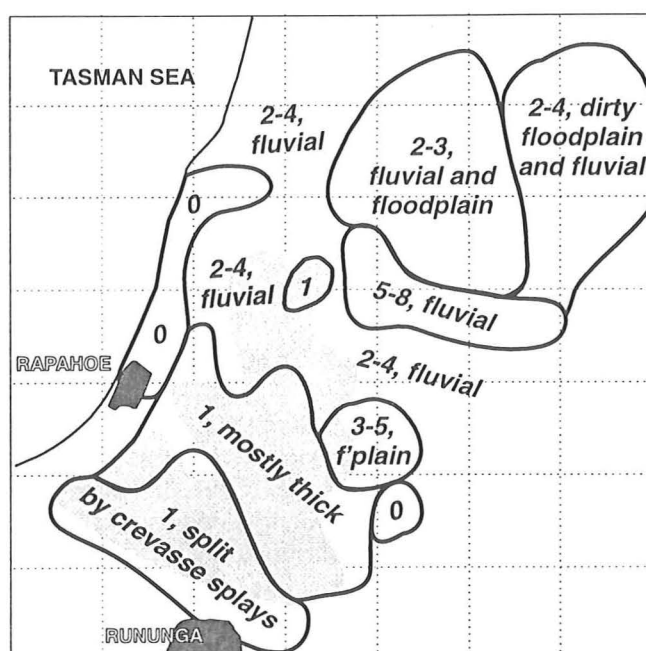 TASMAN SEA
2-4,
fluvial
2-3,
fluvial and
floodplain
2-4, dirty
floodplain
and fluvial
0
2-4,
fluvial
1
5-8, fluvial
0
RAPAHOE
2-4, fluvial
1, mostly thick
3-5,
f'plain
0
1, split
by crevasse splays
RUNUNGA